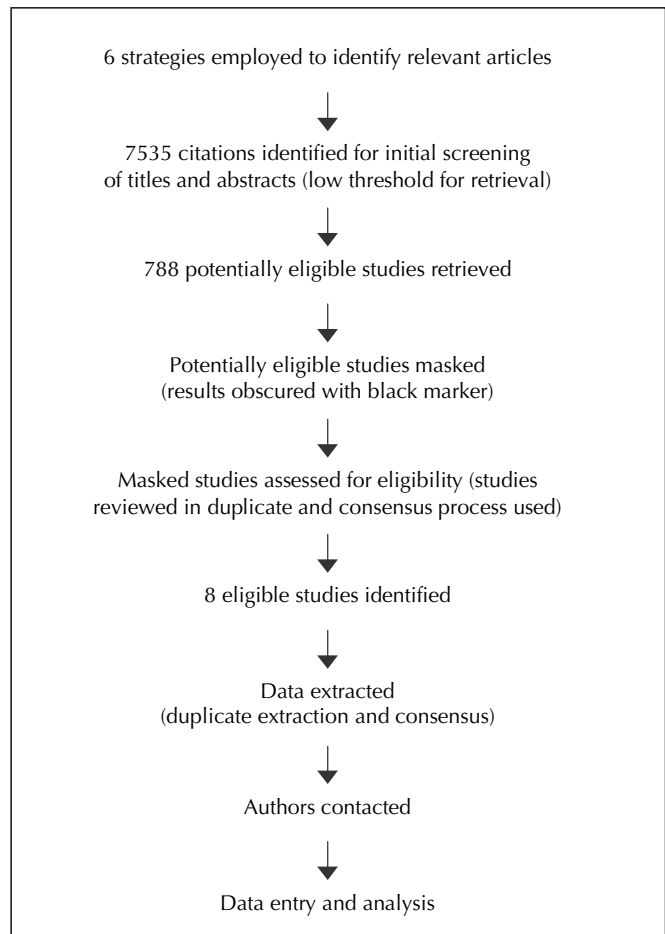 6 strategies employed to identify relevant articles
7535 citations identified for initial screening
of titles and abstracts (low threshold for retrieval)
788 potentially eligible studies retrieved
Potentially eligible studies masked
(results obscured with black marker)
Masked studies assessed for eligibility (studies
reviewed in duplicate and consensus process used)
8 eligible studies identified
Data extracted
(duplicate extraction and consensus)
Authors contacted
Data entry and analysis